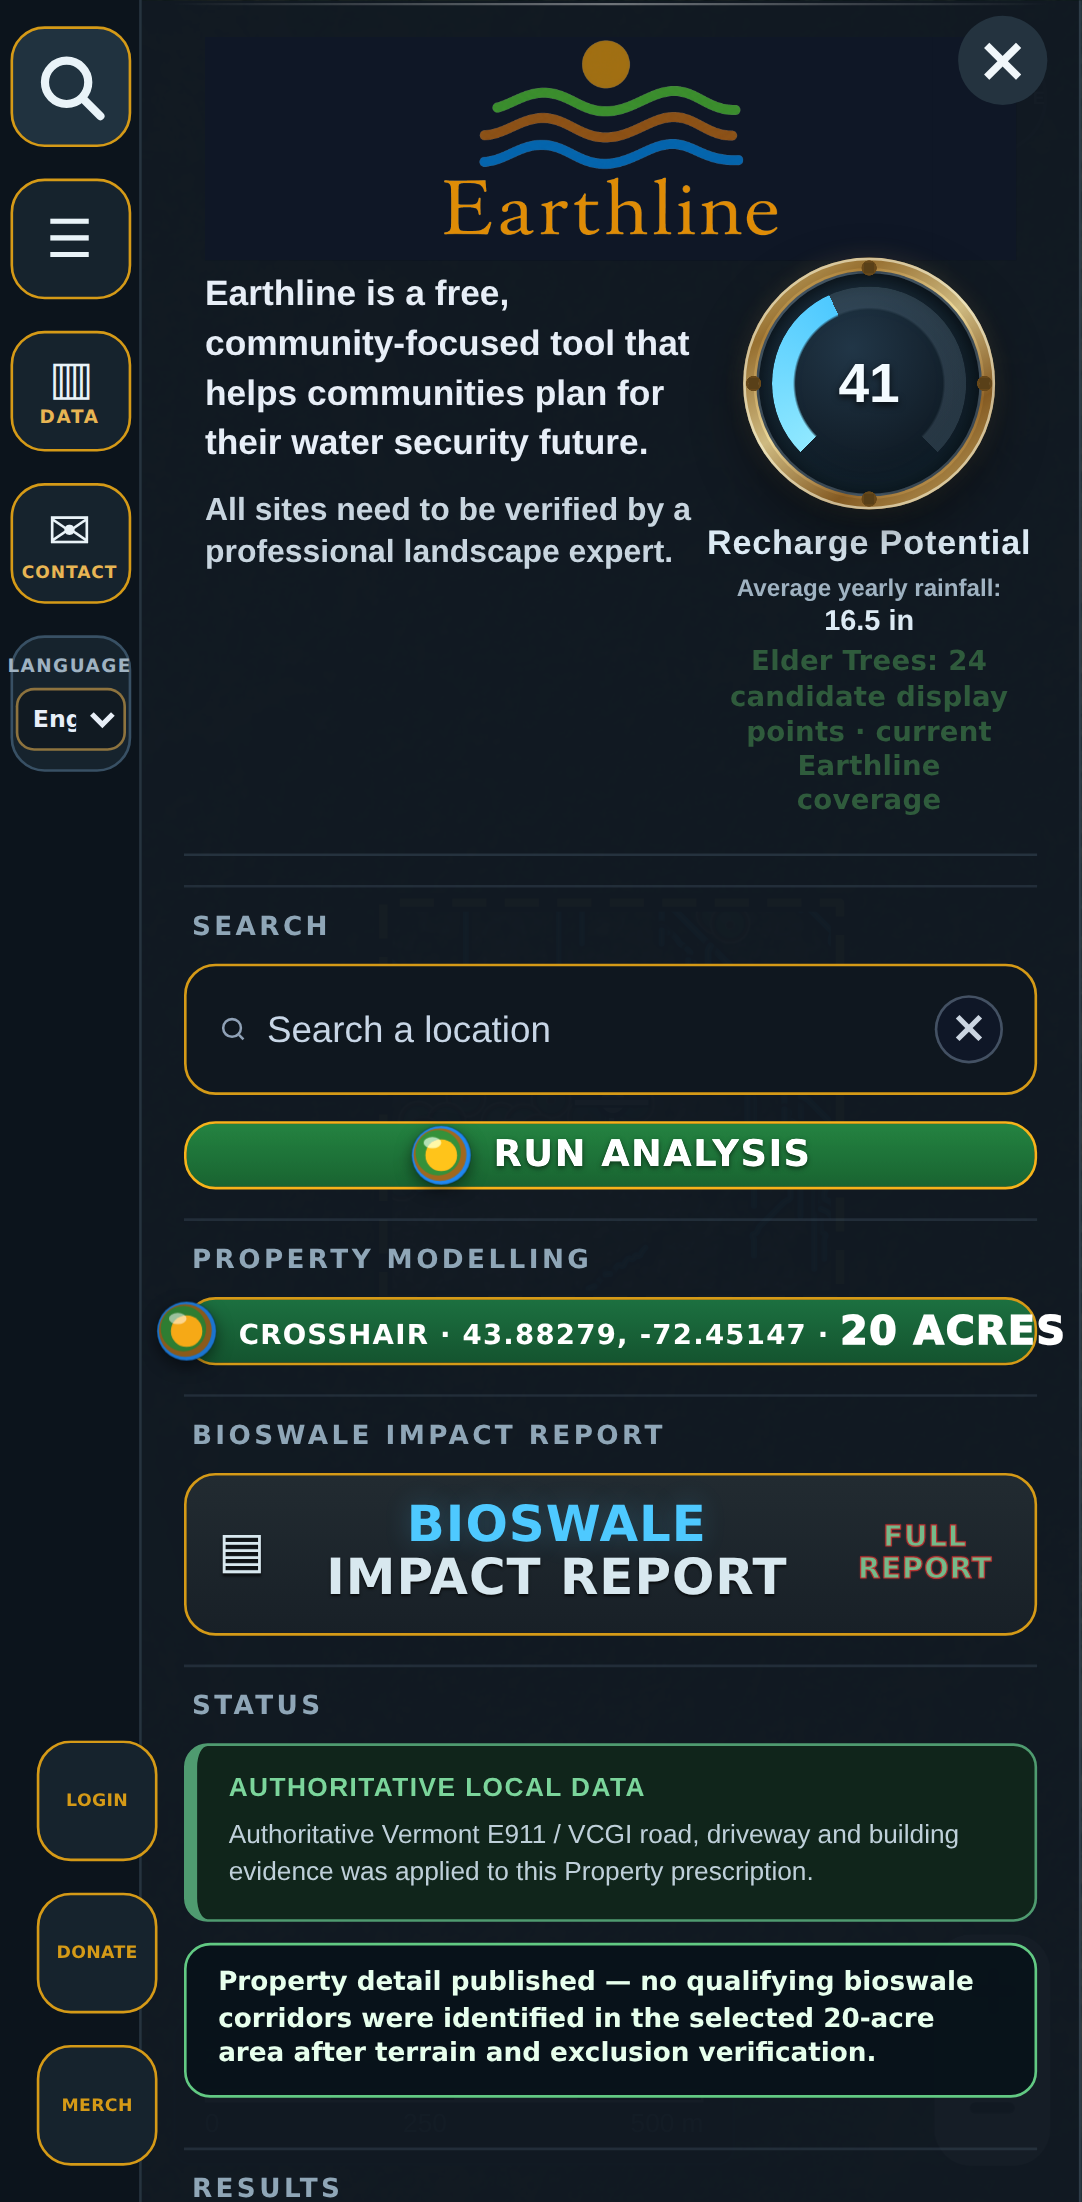 Earthline
Earthline is a free,
community-focused tool that
helps communities plan for
their water security future.
All sites need to be verified by a
professional landscape expert.
41
Recharge Potential
Average yearly rainfall:
16.5 in
Elder Trees: 24
candidate display
points · current
Earthline
coverage
DATA
CONTACT
LANGUAGE
Eng
SEARCH
Search a location
RUN ANALYSIS
PROPERTY MODELLING
CROSSHAIR · 43.88279, -72.45147 · 20 ACRES
BIOSWALE IMPACT REPORT
BIOSWALE
IMPACT REPORT
FULL
REPORT
STATUS
AUTHORITATIVE LOCAL DATA
Authoritative Vermont E911 / VCGI road, driveway and building
evidence was applied to this Property prescription.
Property detail published — no qualifying bioswale
corridors were identified in the selected 20-acre
area after terrain and exclusion verification.
LOGIN
DONATE
MERCH
RESULTS